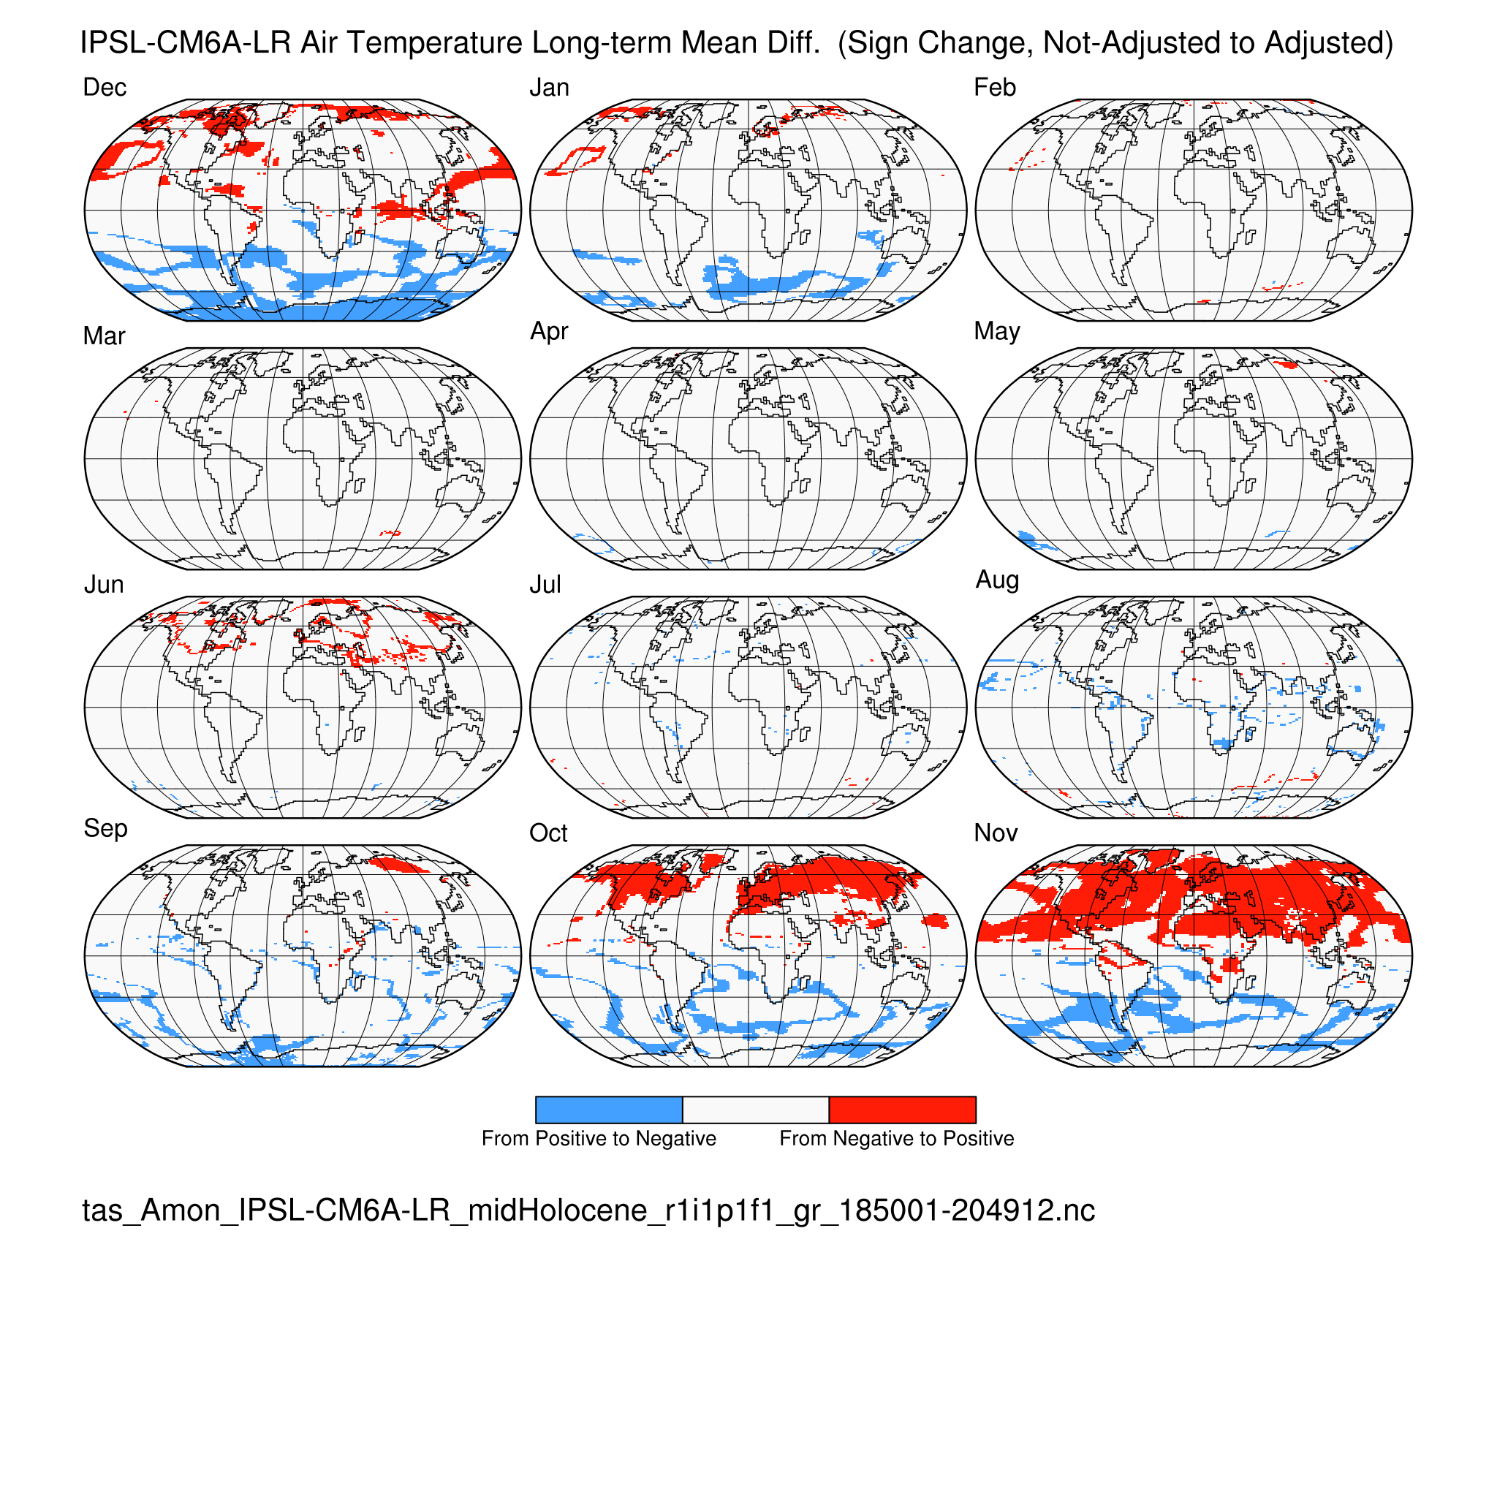 IPSL-CM6A-LR Air Temperature Long-term Mean Diff.  (Sign Change, Not-Adjusted to Adjusted)
Dec Jan Feb
Mar Apr May
Jun Jul Aug
Sep Oct Nov
From Positive to Negative From Negative to Positive
tas_Amon_IPSL-CM6A-LR_midHolocene_r1i1p1f1_gr_185001-204912.nc